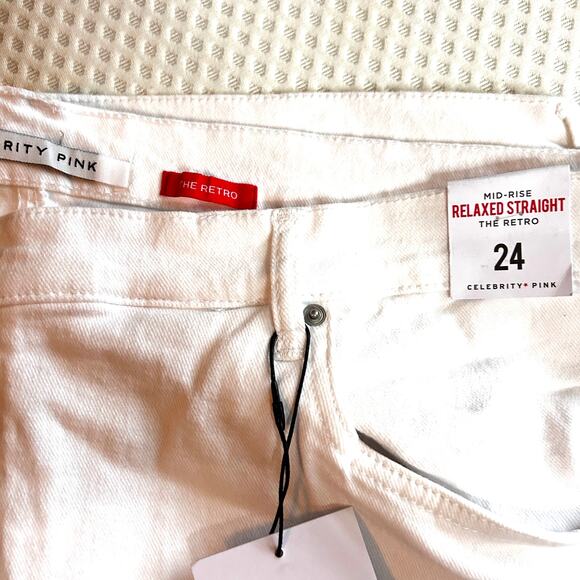 RITY PINK
THE RETRO
MID-RISE
RELAXED STRAIGHT
THE RETRO
24
CELEBRITY★ PINK